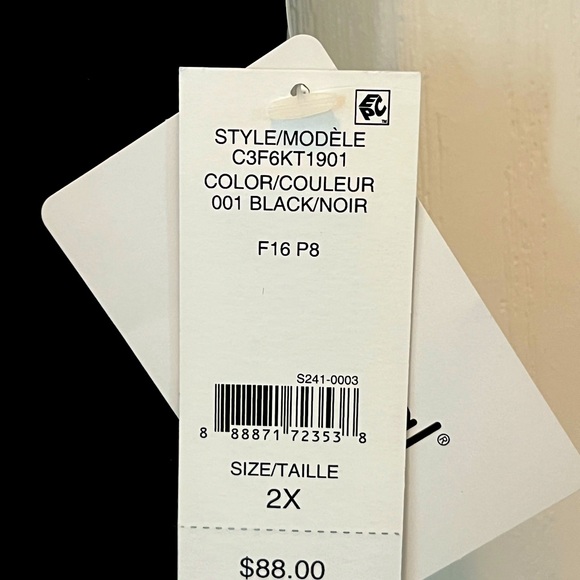 EPC™
STYLE/MODÈLE
C3F6KT1901
COLOR/COULEUR
001 BLACK/NOIR
F16 P8
S241-0003
8 88871 72353 8
®
SIZE/TAILLE
2X
$88.00